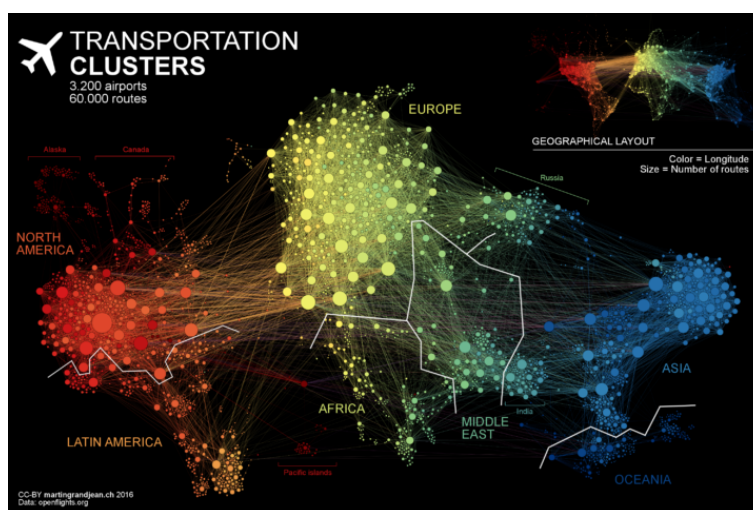 TRANSPORTATION
CLUSTERS
3.200 airports
60.000 routes
EUROPE
GEOGRAPHICAL LAYOUT
Color = Longitude
Size = Number of routes
Alaska
Canada
Russia
NORTH
AMERICA
ASIA
AFRICA
India
MIDDLE
EAST
LATIN AMERICA
Pacific islands
OCEANIA
CC-BY martingrandjean.ch 2016
Data: openflights.org